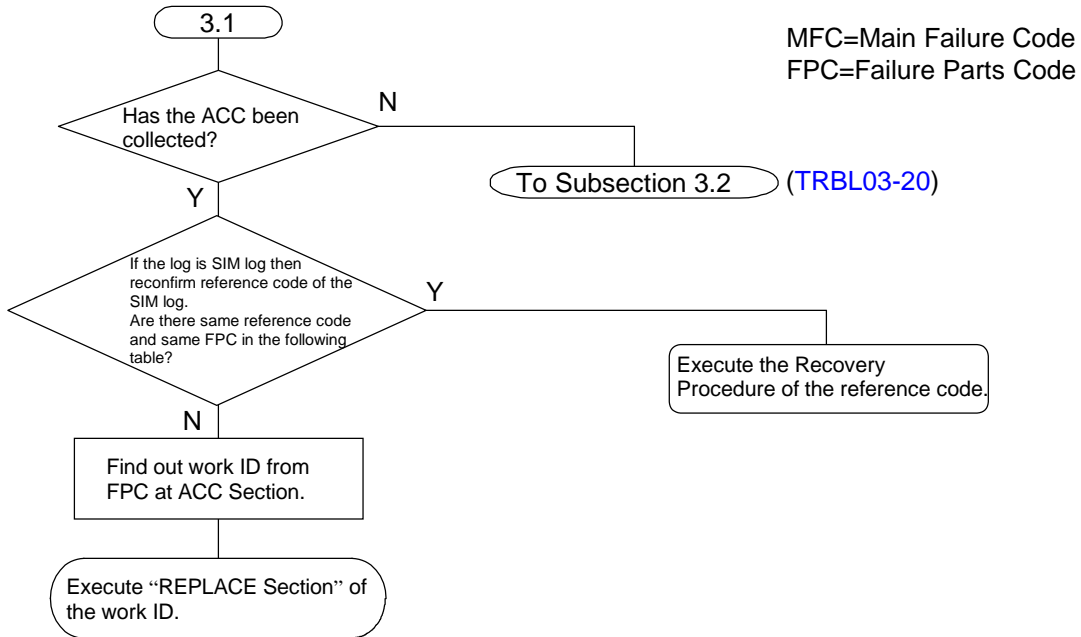 3.1
MFC=Main Failure Code
FPC=Failure Parts Code
Has the ACC been
collected?
N
To Subsection 3.2
(TRBL03-20)
Y
If the log is SIM log then
reconfirm reference code of the
SIM log.
Are there same reference code
and same FPC in the following
table?
Y
Execute the Recovery
Procedure of the reference code.
N
Find out work ID from
FPC at ACC Section.
Execute “REPLACE Section” of
the work ID.